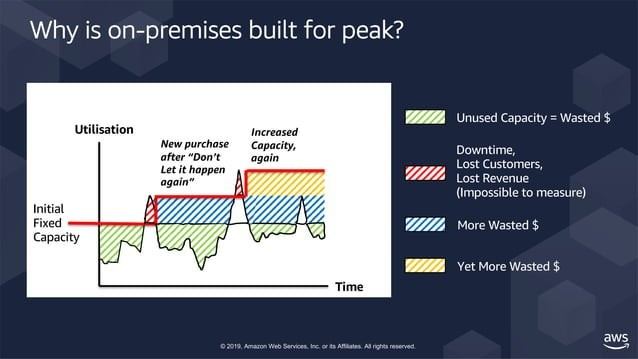 Why is on-premises built for peak?
Utilisation
New purchase
after “Don’t
Let it happen
again”
Increased
Capacity,
again
Initial
Fixed
Capacity
Time
Unused Capacity = Wasted $
Downtime,
Lost Customers,
Lost Revenue
(Impossible to measure)
More Wasted $
Yet More Wasted $
© 2019, Amazon Web Services, Inc. or its Affiliates. All rights reserved.
aws